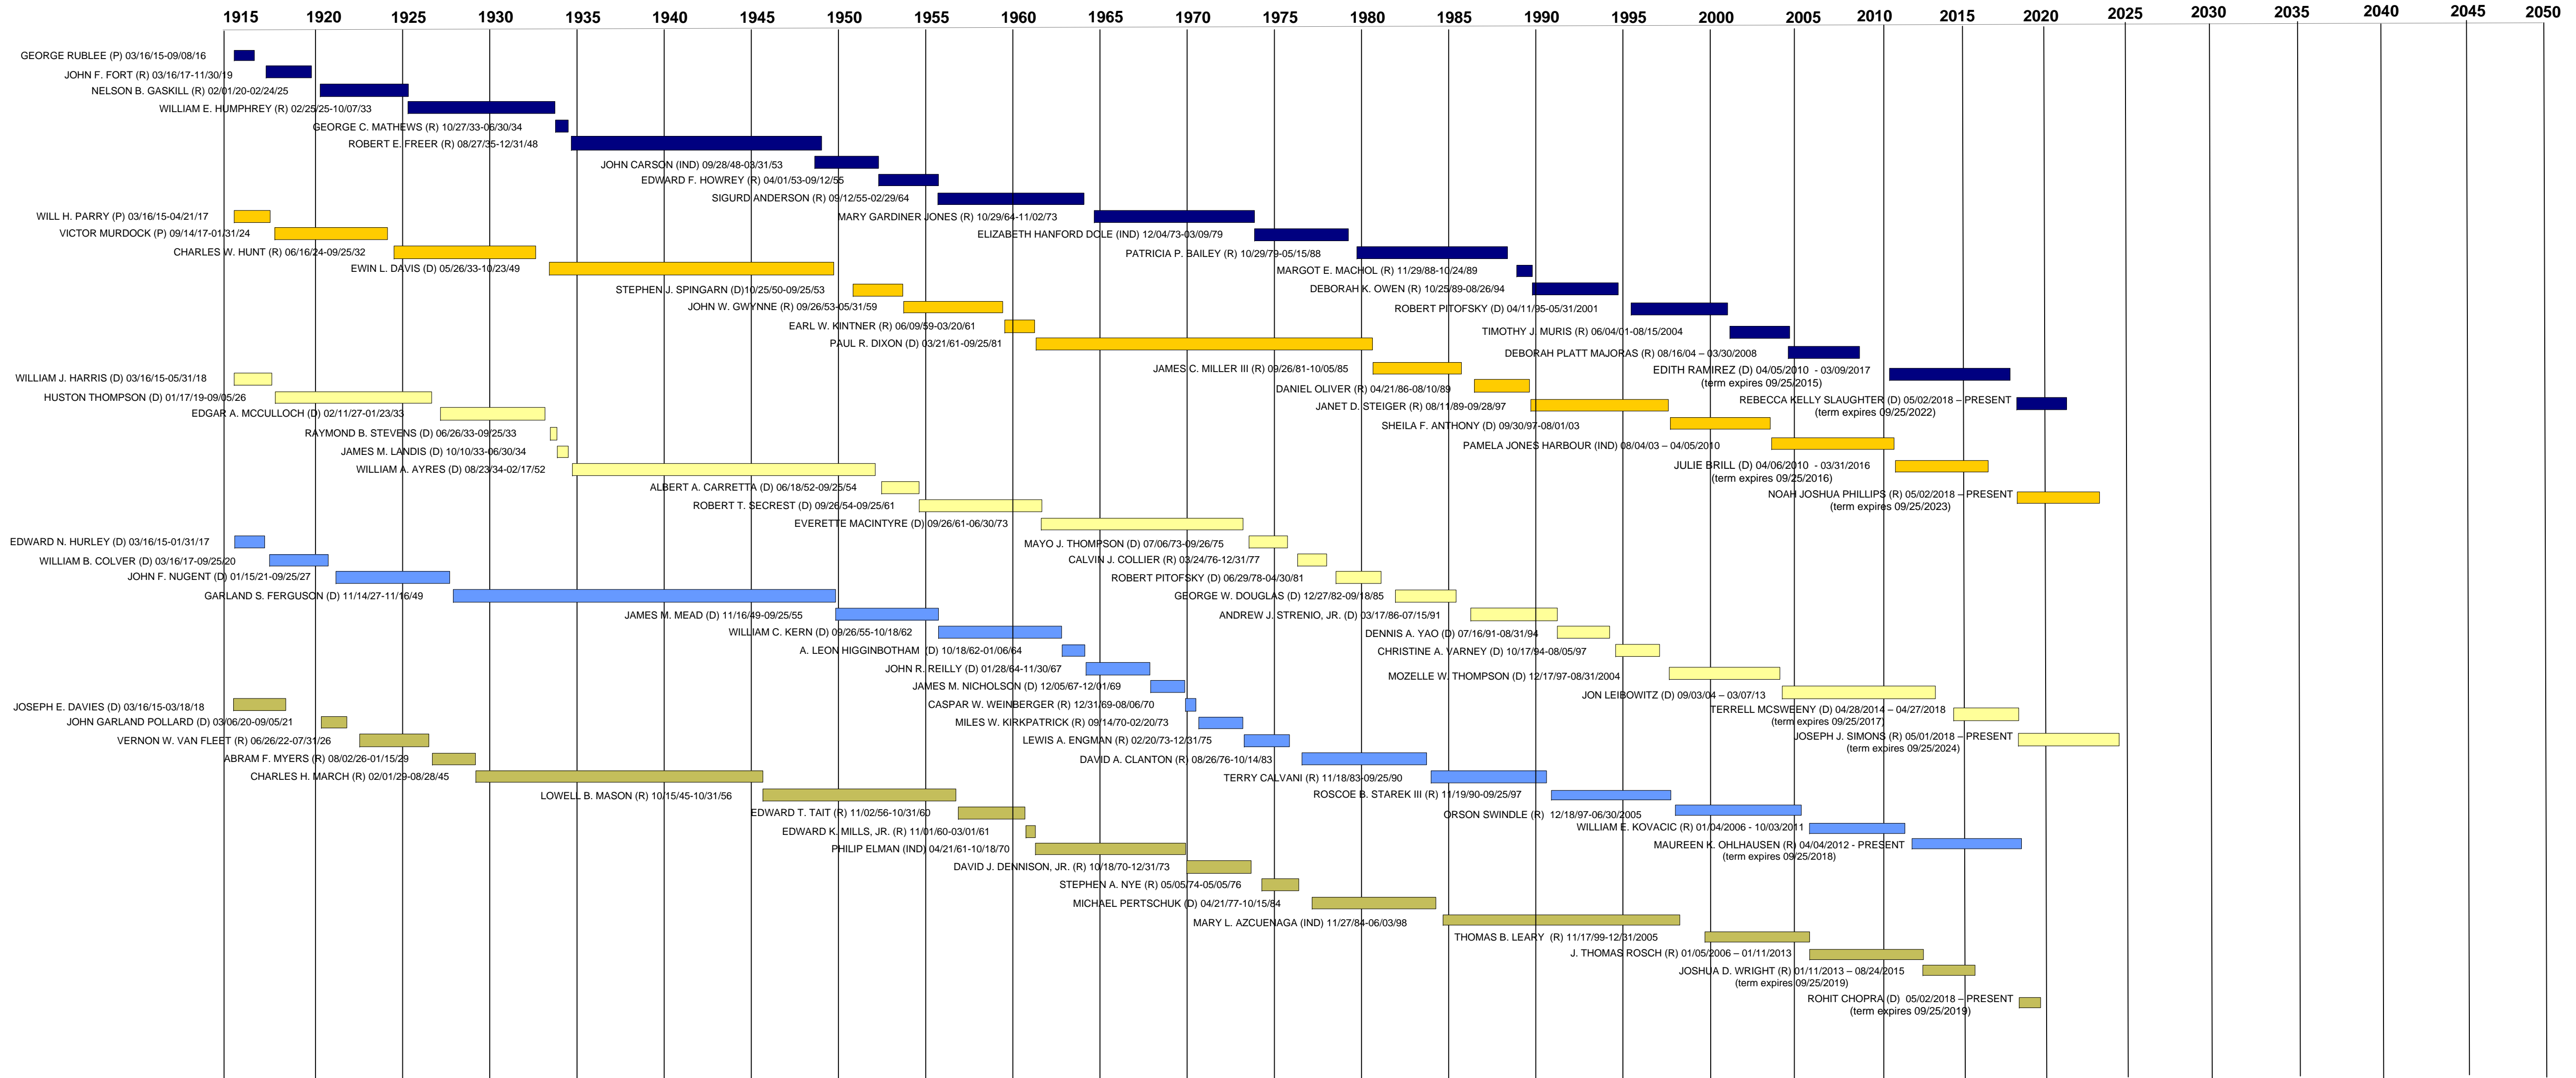 1915 1920 1925 1930 1935 1940 1945 1950 1955 1960 1965 1970 1975 1980 1985 1990 1995 2000 2005 2010 2015 2020 2025 2030 2035 2040 2045 2050
GEORGE RUBLEE (P) 03/16/15-09/08/16
JOHN F. FORT (R) 03/16/17-11/30/19
NELSON B. GASKILL (R) 02/01/20-02/24/25
WILLIAM E. HUMPHREY (R) 02/25/25-10/07/33
GEORGE C. MATHEWS (R) 10/27/33-06/30/34
ROBERT E. FREER (R) 08/27/35-12/31/48
JOHN CARSON (IND) 09/28/48-03/31/53
EDWARD F. HOWREY (R) 04/01/53-09/12/55
SIGURD ANDERSON (R) 09/12/55-02/29/64
MARY GARDINER JONES (R) 10/29/64-11/02/73
ELIZABETH HANFORD DOLE (IND) 12/04/73-03/09/79
PATRICIA P. BAILEY (R) 10/29/79-05/15/88
MARGOT E. MACHOL (R) 11/29/88-10/24/89
DEBORAH K. OWEN (R) 10/25/89-08/26/94
ROBERT PITOFSKY (D) 04/11/95-05/31/2001
TIMOTHY J. MURIS (R) 06/04/01-08/15/2004
DEBORAH PLATT MAJORAS (R) 08/16/04 – 03/30/2008
EDITH RAMIREZ (D) 04/05/2010 - 03/09/2017
(term expires 09/25/2015)
REBECCA KELLY SLAUGHTER (D) 05/02/2018 – PRESENT
(term expires 09/25/2022)
WILL H. PARRY (P) 03/16/15-04/21/17
VICTOR MURDOCK (P) 09/14/17-01/31/24
CHARLES W. HUNT (R) 06/16/24-09/25/32
EWIN L. DAVIS (D) 05/26/33-10/23/49
STEPHEN J. SPINGARN (D)10/25/50-09/25/53
JOHN W. GWYNNE (R) 09/26/53-05/31/59
EARL W. KINTNER (R) 06/09/59-03/20/61
PAUL R. DIXON (D) 03/21/61-09/25/81
JAMES C. MILLER III (R) 09/26/81-10/05/85
DANIEL OLIVER (R) 04/21/86-08/10/89
JANET D. STEIGER (R) 08/11/89-09/28/97
SHEILA F. ANTHONY (D) 09/30/97-08/01/03
PAMELA JONES HARBOUR (IND) 08/04/03 – 04/05/2010
JULIE BRILL (D) 04/06/2010 - 03/31/2016
(term expires 09/25/2016)
NOAH JOSHUA PHILLIPS (R) 05/02/2018 – PRESENT
(term expires 09/25/2023)
WILLIAM J. HARRIS (D) 03/16/15-05/31/18
HUSTON THOMPSON (D) 01/17/19-09/05/26
EDGAR A. MCCULLOCH (D) 02/11/27-01/23/33
RAYMOND B. STEVENS (D) 06/26/33-09/25/33
JAMES M. LANDIS (D) 10/10/33-06/30/34
WILLIAM A. AYRES (D) 08/23/34-02/17/52
ALBERT A. CARRETTA (D) 06/18/52-09/25/54
ROBERT T. SECREST (D) 09/26/54-09/25/61
EVERETTE MACINTYRE (D) 09/26/61-06/30/73
MAYO J. THOMPSON (D) 07/06/73-09/26/75
CALVIN J. COLLIER (R) 03/24/76-12/31/77
ROBERT PITOFSKY (D) 06/29/78-04/30/81
GEORGE W. DOUGLAS (D) 12/27/82-09/18/85
ANDREW J. STRENIO, JR. (D) 03/17/86-07/15/91
DENNIS A. YAO (D) 07/16/91-08/31/94
CHRISTINE A. VARNEY (D) 10/17/94-08/05/97
MOZELLE W. THOMPSON (D) 12/17/97-08/31/2004
JON LEIBOWITZ (D) 09/03/04 – 03/07/13
TERRELL MCSWEENY (D) 04/28/2014 – 04/27/2018
(term expires 09/25/2017)
JOSEPH J. SIMONS (R) 05/01/2018 – PRESENT
(term expires 09/25/2024)
EDWARD N. HURLEY (D) 03/16/15-01/31/17
WILLIAM B. COLVER (D) 03/16/17-09/25/20
JOHN F. NUGENT (D) 01/15/21-09/25/27
GARLAND S. FERGUSON (D) 11/14/27-11/16/49
JAMES M. MEAD (D) 11/16/49-09/25/55
WILLIAM C. KERN (D) 09/26/55-10/18/62
A. LEON HIGGINBOTHAM (D) 10/18/62-01/06/64
JOHN R. REILLY (D) 01/28/64-11/30/67
JAMES M. NICHOLSON (D) 12/05/67-12/01/69
CASPAR W. WEINBERGER (R) 12/31/69-08/06/70
MILES W. KIRKPATRICK (R) 09/14/70-02/20/73
LEWIS A. ENGMAN (R) 02/20/73-12/31/75
DAVID A. CLANTON (R) 08/26/76-10/14/83
TERRY CALVANI (R) 11/18/83-09/25/90
ROSCOE B. STAREK III (R) 11/19/90-09/25/97
ORSON SWINDLE (R) 12/18/97-06/30/2005
WILLIAM E. KOVACIC (R) 01/04/2006 - 10/03/2011
MAUREEN K. OHLHAUSEN (R) 04/04/2012 - PRESENT
(term expires 09/25/2018)
JOSEPH E. DAVIES (D) 03/16/15-03/18/18
JOHN GARLAND POLLARD (D) 03/06/20-09/05/21
VERNON W. VAN FLEET (R) 06/26/22-07/31/26
ABRAM F. MYERS (R) 08/02/26-01/15/29
CHARLES H. MARCH (R) 02/01/29-08/28/45
LOWELL B. MASON (R) 10/15/45-10/31/56
EDWARD T. TAIT (R) 11/02/56-10/31/60
EDWARD K. MILLS, JR. (R) 11/01/60-03/01/61
PHILIP ELMAN (IND) 04/21/61-10/18/70
DAVID J. DENNISON, JR. (R) 10/18/70-12/31/73
STEPHEN A. NYE (R) 05/05/74-05/05/76
MICHAEL PERTSCHUK (D) 04/21/77-10/15/84
MARY L. AZCUENAGA (IND) 11/27/84-06/03/98
THOMAS B. LEARY (R) 11/17/99-12/31/2005
J. THOMAS ROSCH (R) 01/05/2006 – 01/11/2013
JOSHUA D. WRIGHT (R) 01/11/2013 – 08/24/2015
(term expires 09/25/2019)
ROHIT CHOPRA (D) 05/02/2018 – PRESENT
(term expires 09/25/2019)